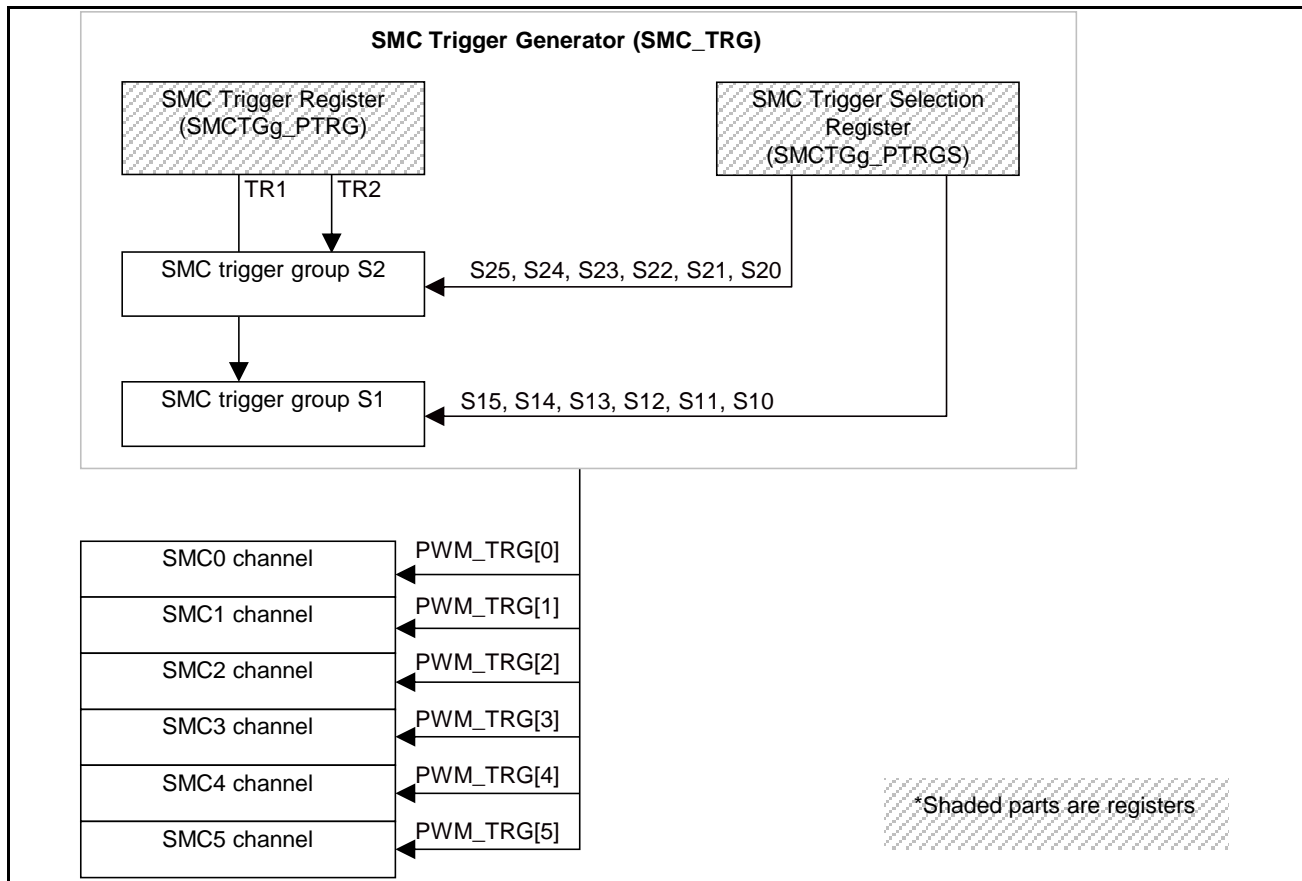 SMC Trigger Generator (SMC_TRG)
SMC Trigger Register
(SMCTGg_PTRG)
SMC Trigger Selection
Register
(SMCTGg_PTRGS)
TR1
TR2
SMC trigger group S2
S25, S24, S23, S22, S21, S20
SMC trigger group S1
S15, S14, S13, S12, S11, S10
SMC0 channel
PWM_TRG[0]
SMC1 channel
PWM_TRG[1]
SMC2 channel
PWM_TRG[2]
SMC3 channel
PWM_TRG[3]
SMC4 channel
PWM_TRG[4]
SMC5 channel
PWM_TRG[5]
*Shaded parts are registers